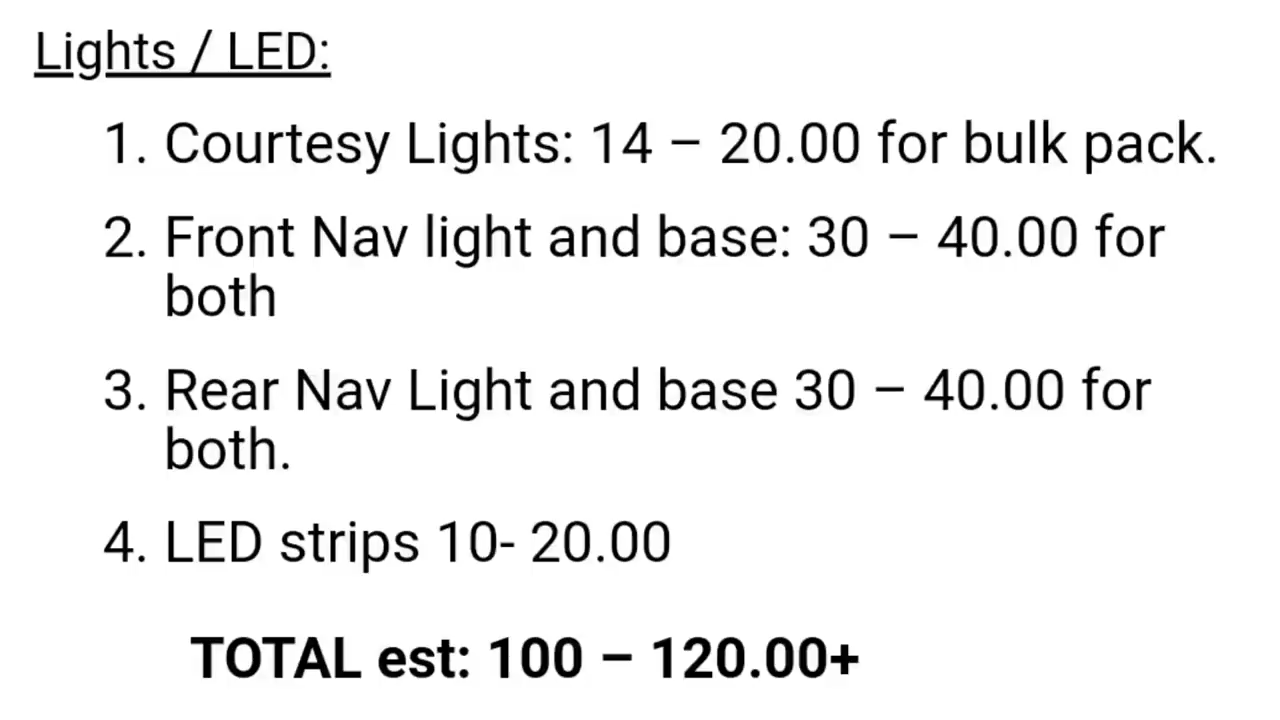 Lights / LED:
1. Courtesy Lights: 14 – 20.00 for bulk pack.
2. Front Nav light and base: 30 – 40.00 for
both
3. Rear Nav Light and base 30 – 40.00 for
both.
4. LED strips 10- 20.00
TOTAL est: 100 – 120.00+